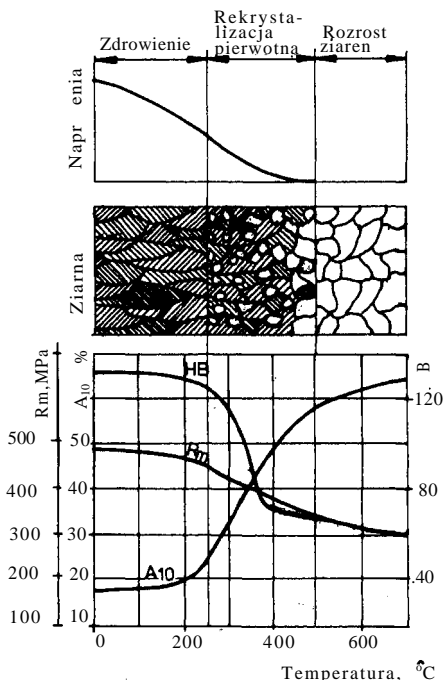 Zdrowienie
Rekrysta-
lizacja
pierwotna
Rozrost
ziaren
Napr enia
Ziarna
Rm,MPa
A10 %
B
HB
Rm
A10
500
400
300
200
100
50
40
30
20
10
120
80
.40
0 200 400 600
Temperatura, °C